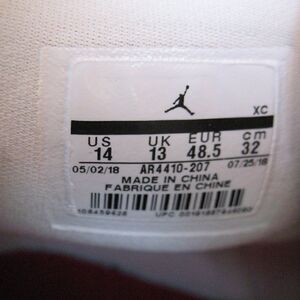 XC
US UK EUR cm
14 13 48.5 32
05/02/18 AR4410-207 07/25/18
MADE IN CHINA
FABRIQUE EN CHINE
UPC